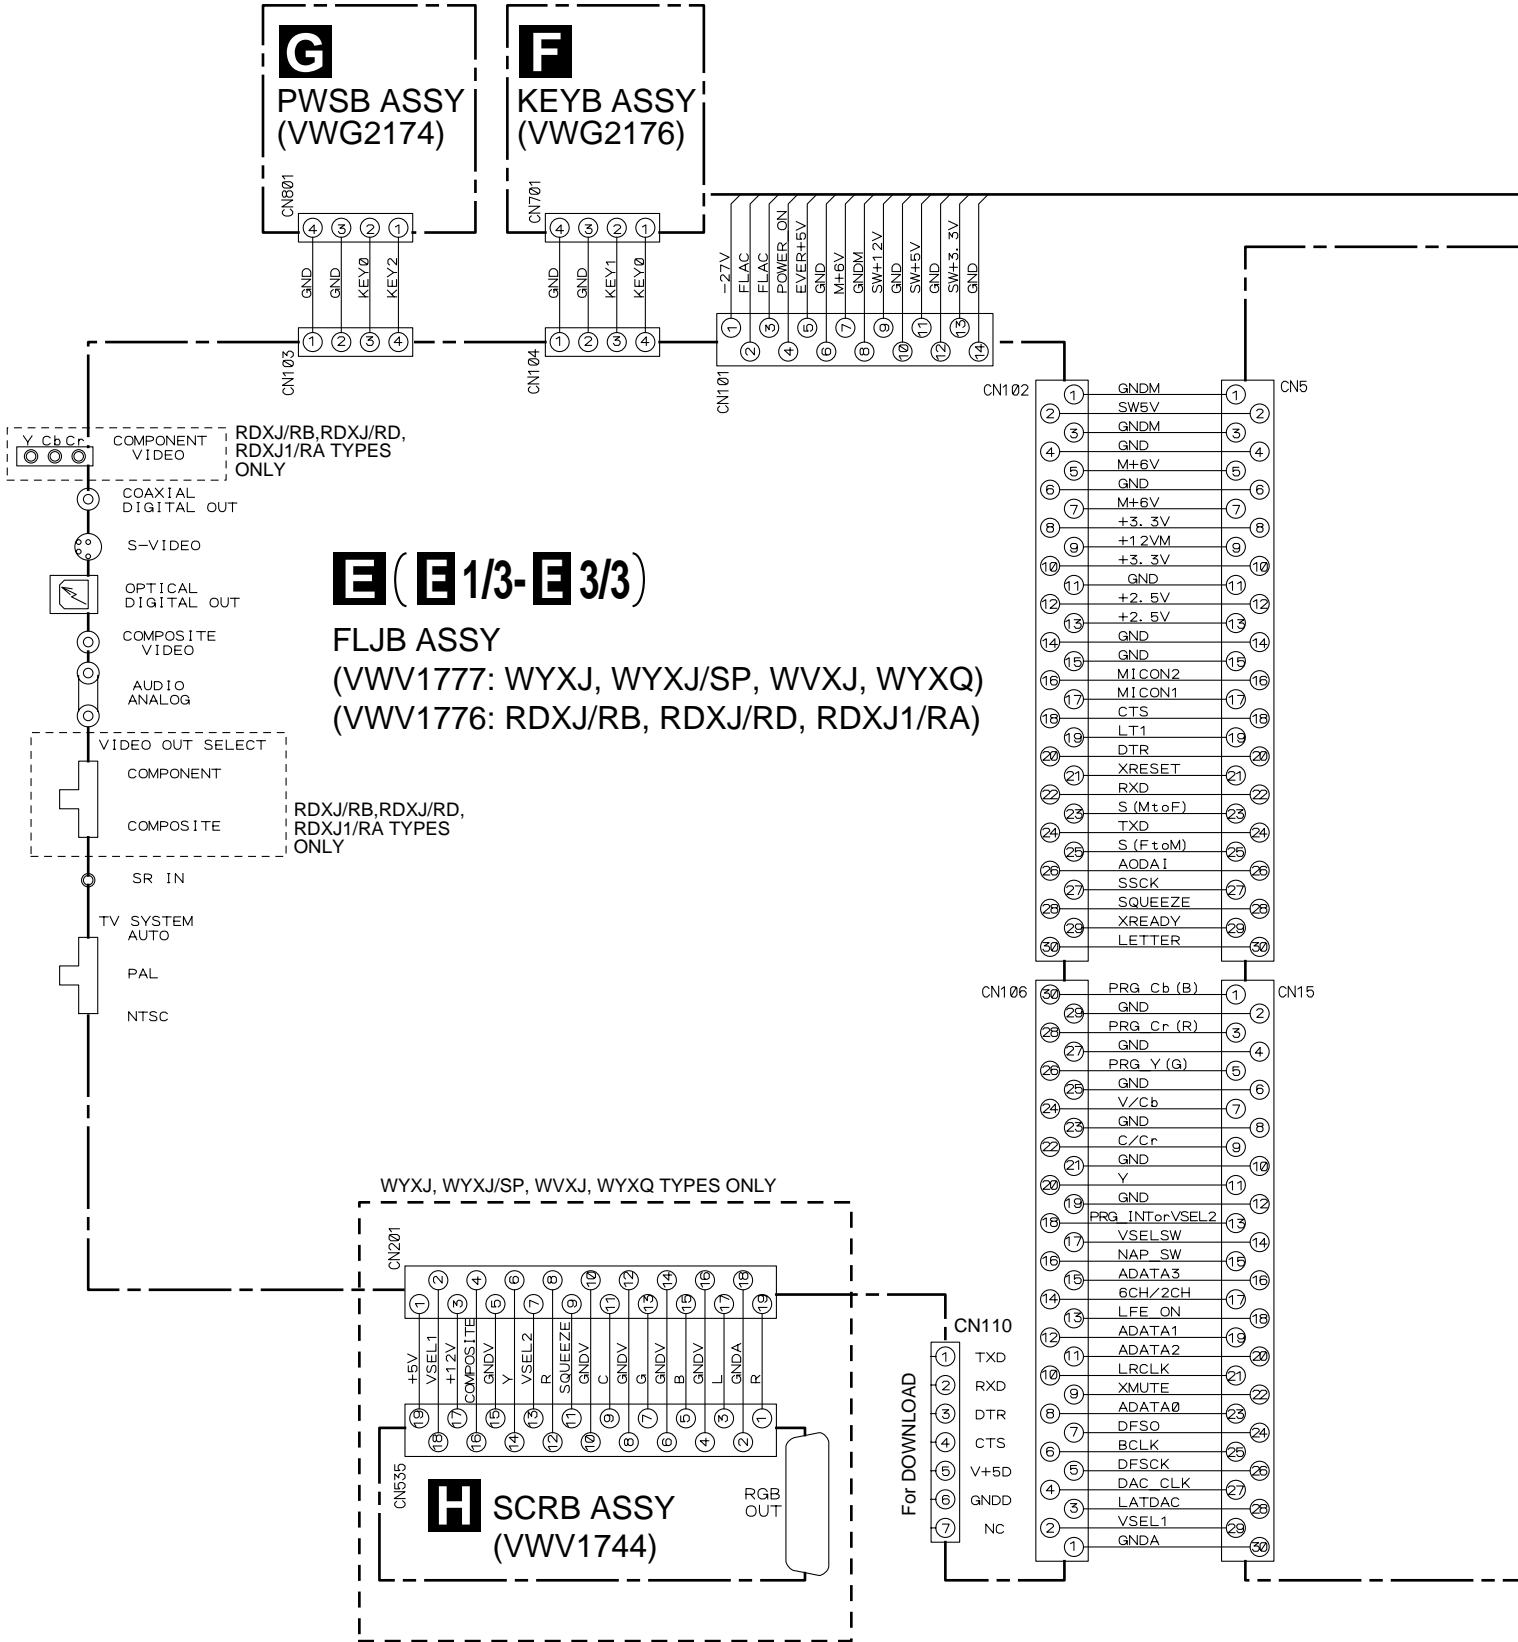 G
PWSB ASSY
(VWG2174)
CN801
4 3 2 1
GND
GND
KEY0
KEY2
1 2 3 4
CN103
F
KEYB ASSY
(VWG2176)
CN701
4 3 2 1
GND
GND
KEY1
KEY0
1 2 3 4
CN104
-27V
FLAC
FLAC
POWER ON
EVER+5V
GND
M+6V
GNDM
SW+12V
GND
SW+5V
GND
SW+3.3V
GND
1 3 5 7 9 11 13
2 4 6 8 10 12 14
CN101
Y Cb Cr
COMPONENT
VIDEO
RDXJ/RB,RDXJ/RD,
RDXJ1/RA TYPES
ONLY
COAXIAL
DIGITAL OUT
S-VIDEO
OPTICAL
DIGITAL OUT
COMPOSITE
VIDEO
AUDIO
ANALOG
VIDEO OUT SELECT
COMPONENT
COMPOSITE
RDXJ/RB,RDXJ/RD,
RDXJ1/RA TYPES
ONLY
SR IN
TV SYSTEM
AUTO
PAL
NTSC
E ( E 1/3- E 3/3)
FLJB ASSY
(VWV1777: WYXJ, WYXJ/SP, WVXJ, WYXQ)
(VWV1776: RDXJ/RB, RDXJ/RD, RDXJ1/RA)
CN102 CN5
1 GNDM 1
2 SW5V 2
3 GNDM 3
4 GND 4
5 M+6V 5
6 GND 6
7 M+6V 7
8 +3.3V 8
9 +12VM 9
10 +3.3V 10
11 GND 11
12 +2.5V 12
13 +2.5V 13
14 GND 14
15 GND 15
16 MICON2 16
17 MICON1 17
18 CTS 18
19 LT1 19
20 DTR 20
21 XRESET 21
22 RXD 22
23 S(MtoF) 23
24 TXD 24
25 S(FtoM) 25
26 AODAI 26
27 SSCK 27
28 SQUEEZE 28
29 XREADY 29
30 LETTER 30
CN106 CN15
30 PRG_Cb(B) 1
29 GND 2
28 PRG_Cr(R) 3
27 GND 4
26 PRG_Y(G) 5
25 GND 6
24 V/Cb 7
23 GND 8
22 C/Cr 9
21 GND 10
20 Y 11
19 GND 12
18 PRG_INTorVSEL2 13
17 VSELSW 14
16 NAP_SW 15
15 ADATA3 16
14 6CH/2CH 17
13 LFE_ON 18
12 ADATA1 19
11 ADATA2 20
10 LRCLK 21
9 XMUTE 22
8 ADATA0 23
7 DFSO 24
6 BCLK 25
5 DFSCK 26
4 DAC_CLK 27
3 LATDAC 28
2 VSEL1 29
1 GNDA 30
WYXJ, WYXJ/SP, WVXJ, WYXQ TYPES ONLY
CN201
2 4 6 8 10 12 14 16 18
1 3 5 7 9 11 13 15 17 19
+5V
VSEL1
+12V
COMPOSITE
GNDV
Y
VSEL2
R
SQUEEZE
GNDV
C
GNDV
G
GNDV
B
GNDV
L
GNDA
R
19 17 15 13 11 9 7 5 3 1
18 16 14 12 10 8 6 4 2
CN535
H
SCRB ASSY
(VWV1744)
RGB
OUT
CN110
1 TXD
2 RXD
3 DTR
4 CTS
5 V+5D
6 GNDD
7 NC
For DOWNLOAD